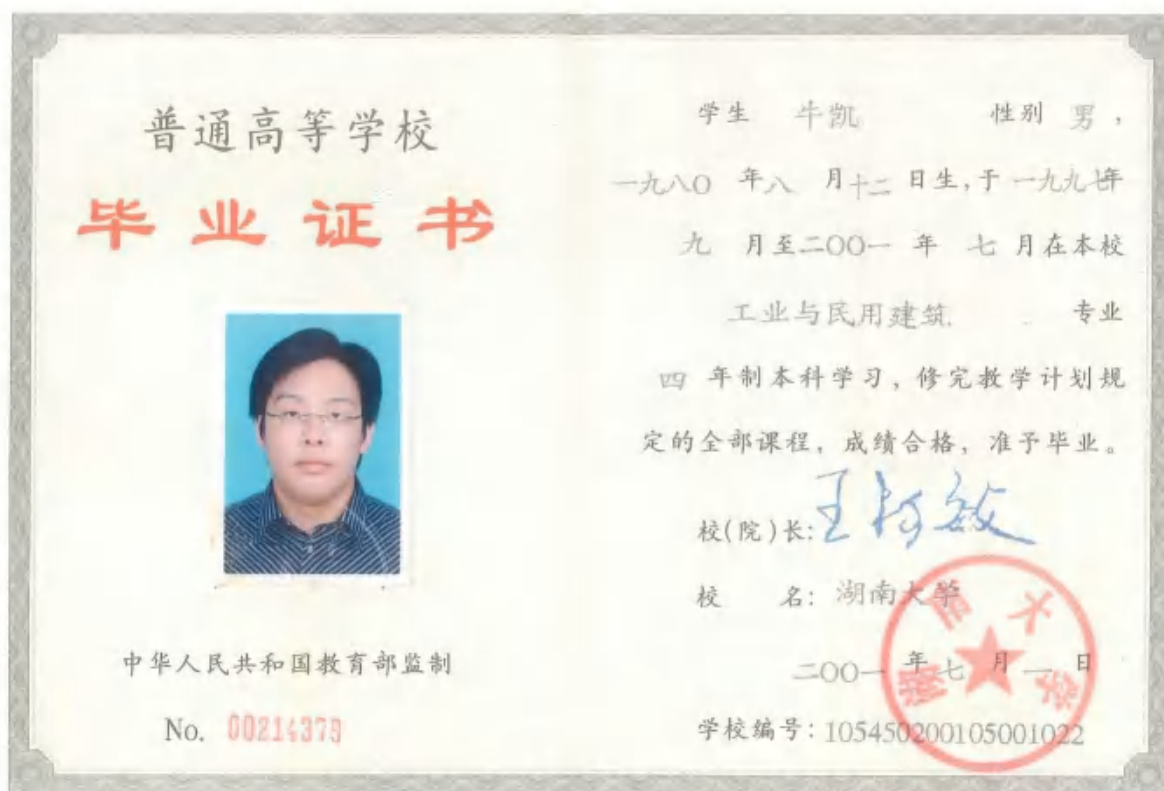 普通高等学校
毕业证书
中华人民共和国教育部监制
No. 00214379
学生 牛凯 性别 男，
一九八〇 年八 月十二 日生，于 一九九七年
九 月至二〇〇一 年 七 月在本校
工业与民用建筑 专业
四 年制本科学习，修完教学计划规
定的全部课程，成绩合格，准予毕业。
校(院)长:
校 名: 湖南大学
湖南大学
二〇〇一 年七 月一 日
学校编号: 105450200105001022